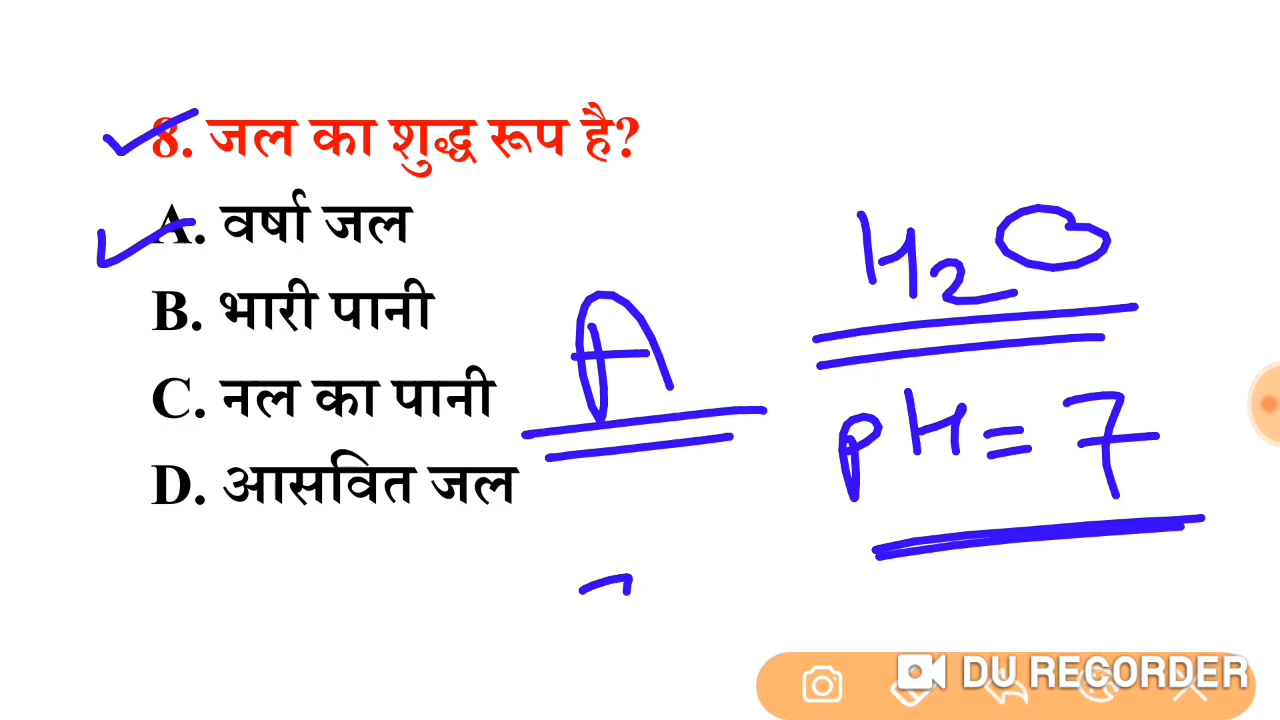 8. जल का शुद्ध रूप है?
A. वर्षा जल
B. भारी पानी
C. नल का पानी
D. आसवित जल
A
H2O
pH = 7
DU RECORDER